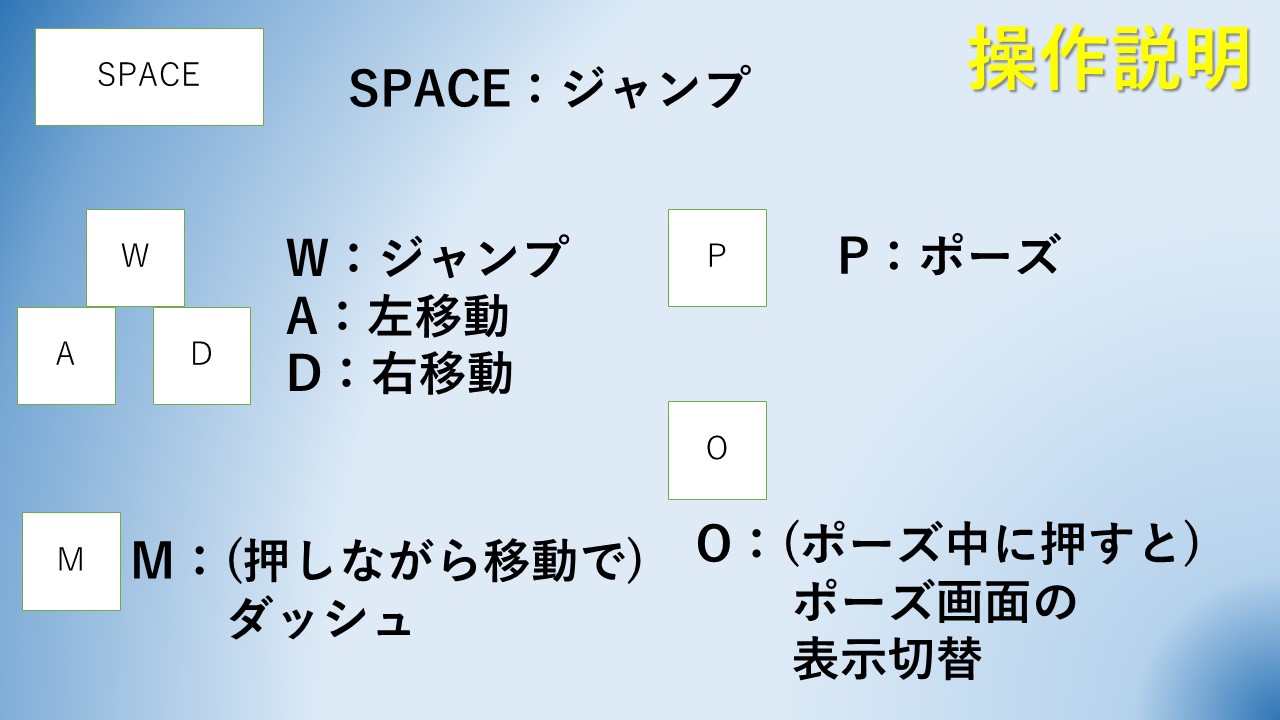 操作説明
SPACE
SPACE：ジャンプ
W
A
D
W：ジャンプ
A：左移動
D：右移動
P
P：ポーズ
M
M：(押しながら移動で)
ダッシュ
O
O：(ポーズ中に押すと)
ポーズ画面の
表示切替